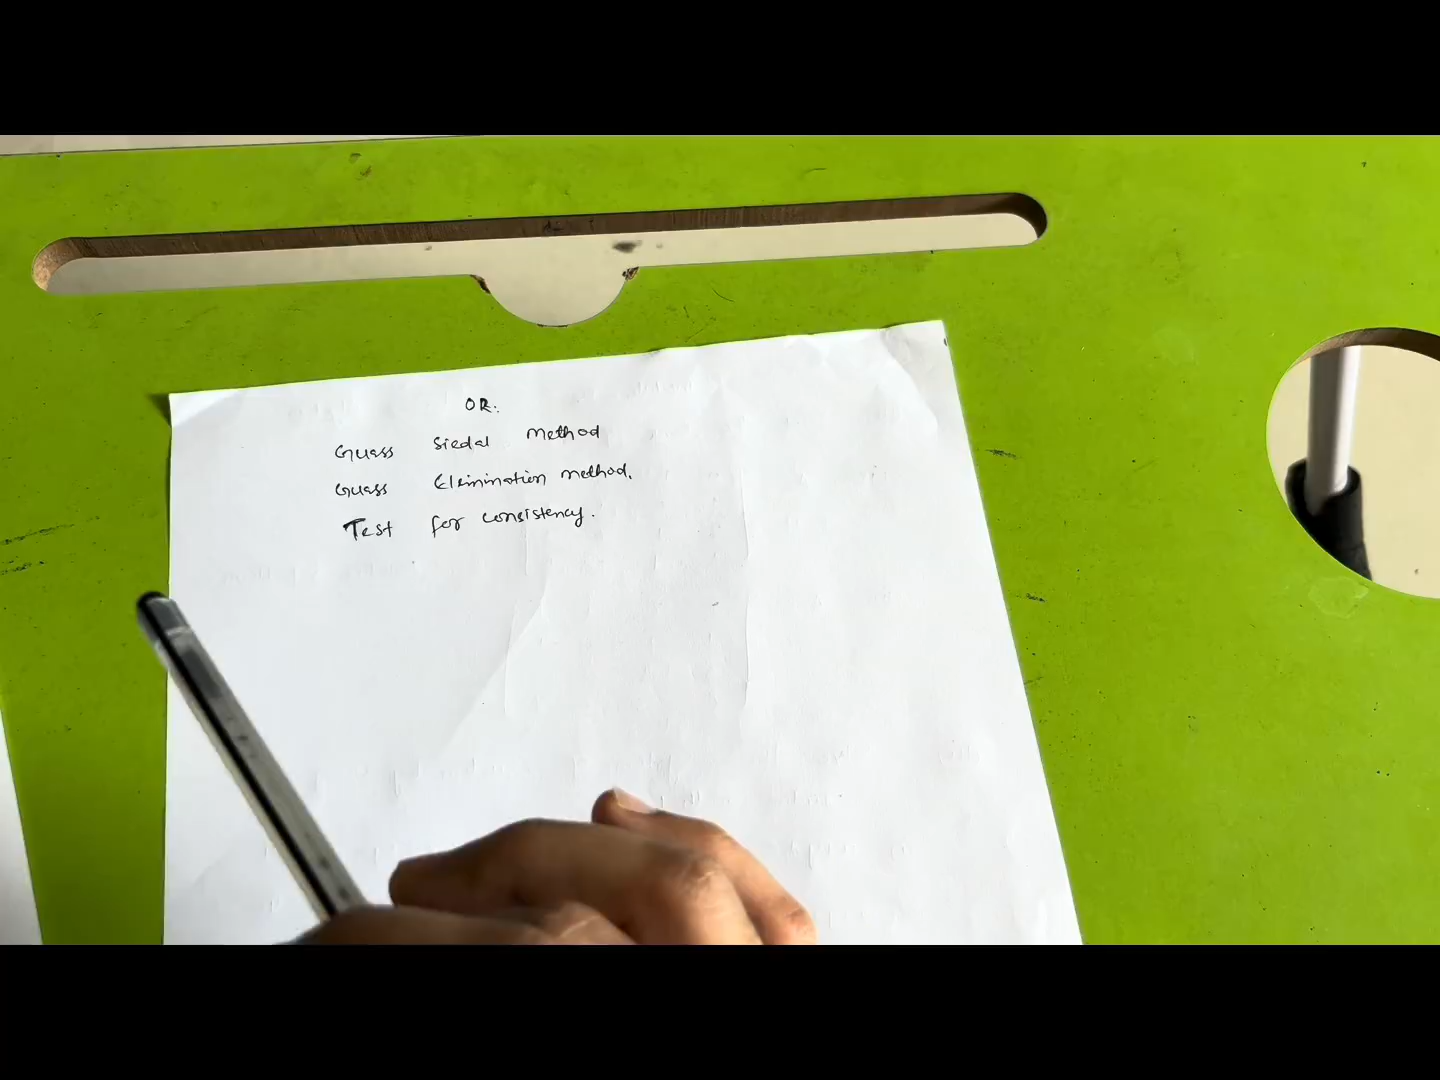 OR:
Guass Siedal Method
Guass Elimination method.
Test for consistency.